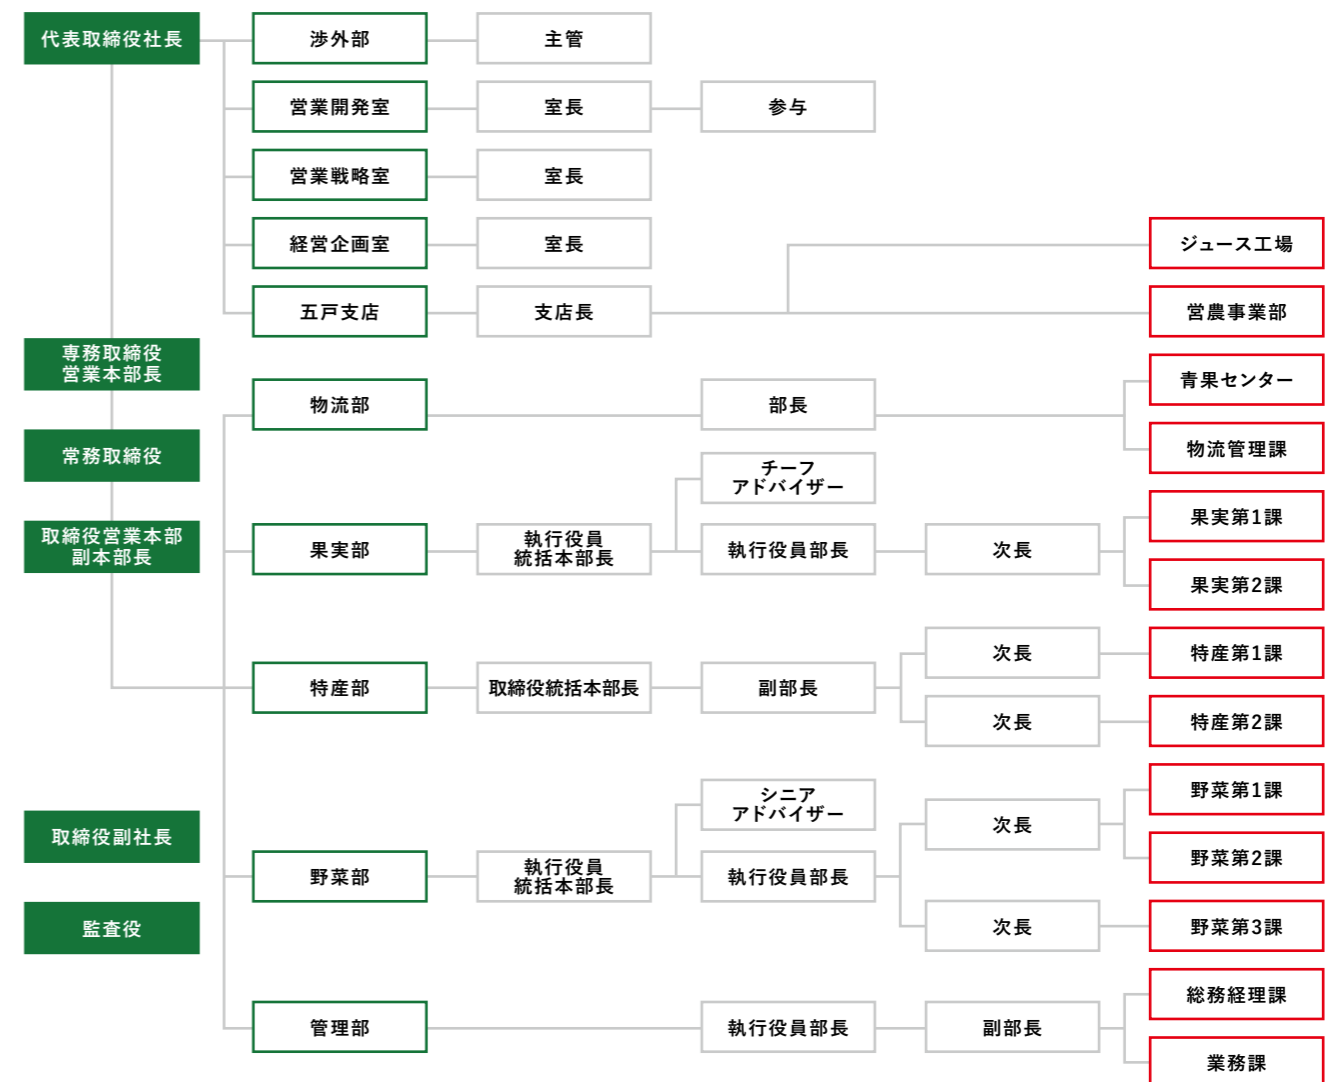 代表取締役社長
渉外部
主管
営業開発室
室長
参与
営業戦略室
室長
経営企画室
室長
ジュース工場
五戸支店
支店長
営農事業部
専務取締役
営業本部長
物流部
部長
青果センター
物流管理課
常務取締役
チーフ
アドバイザー
取締役営業本部
副本部長
果実部
執行役員
統括本部長
執行役員部長
次長
果実第1課
果実第2課
特産部
取締役統括本部長
副部長
次長
特産第1課
次長
特産第2課
取締役副社長
シニア
アドバイザー
野菜部
執行役員
統括本部長
執行役員部長
次長
野菜第1課
野菜第2課
次長
野菜第3課
監査役
管理部
執行役員部長
副部長
総務経理課
業務課